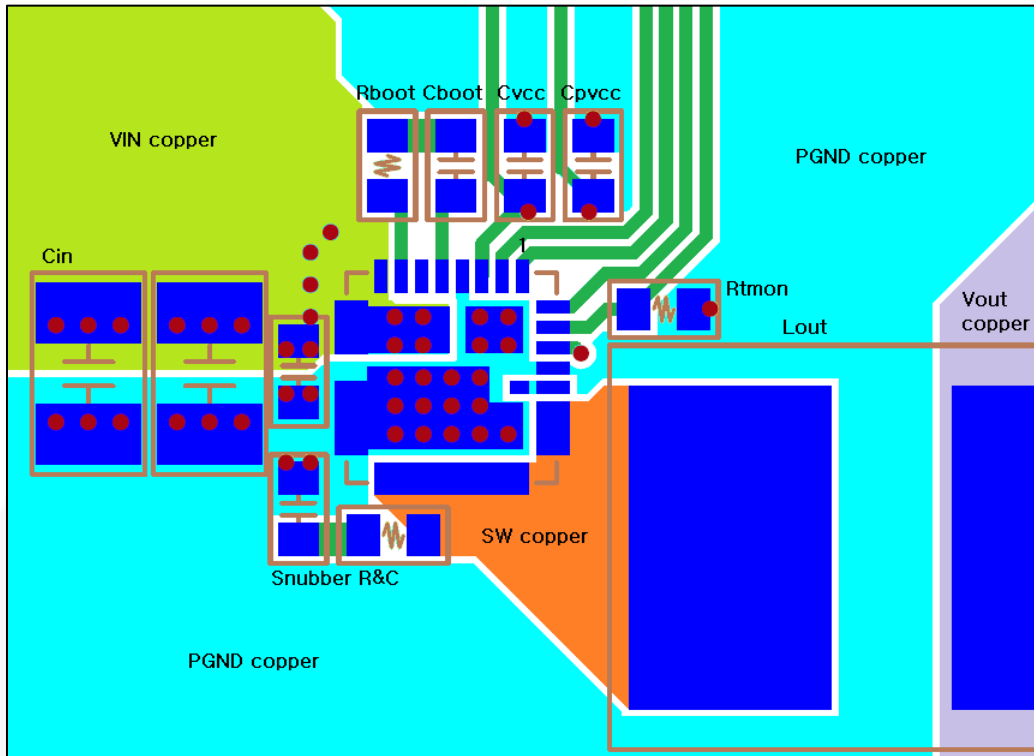 Rboot Cboot Cvcc Cpvcc
VIN copper
PGND copper
1
Cin
Rtmon
Vout
copper
Lout
SW copper
Snubber R&C
PGND copper